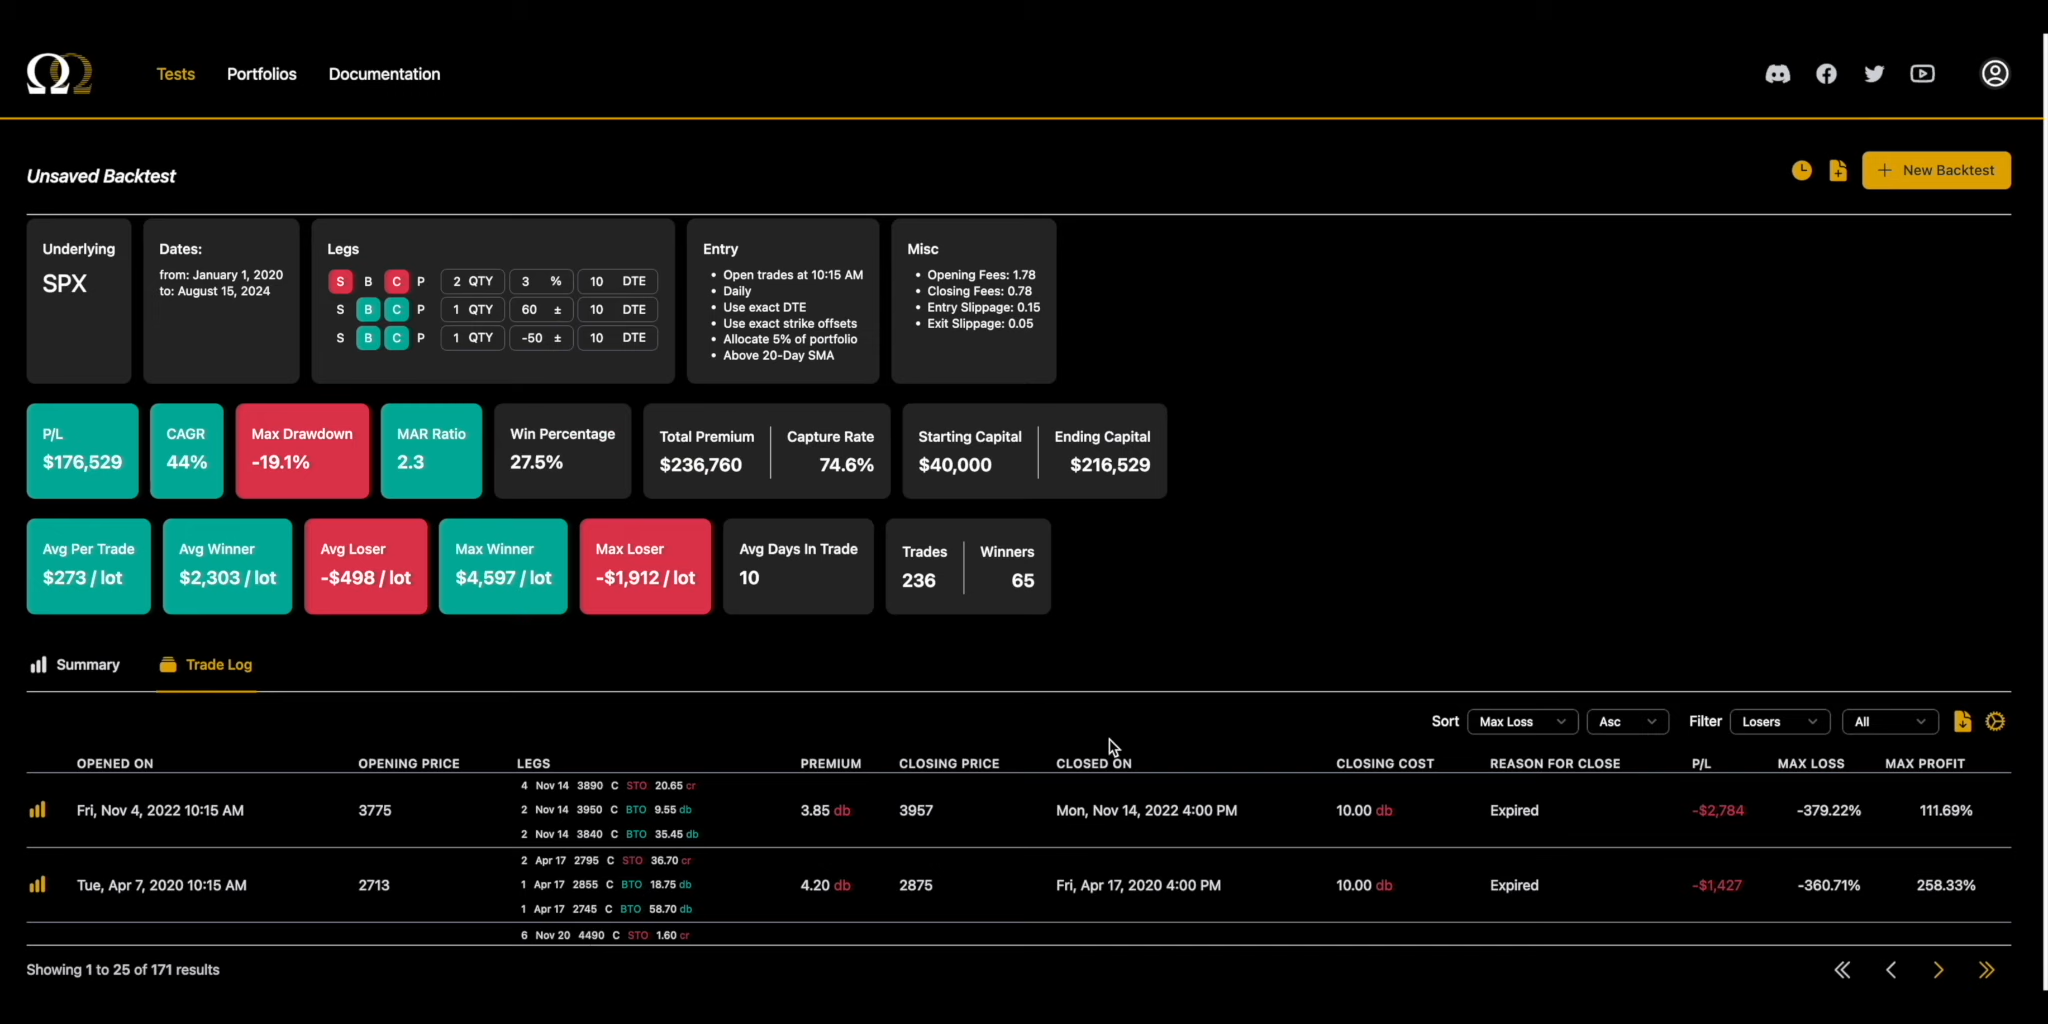 Tests Portfolios Documentation
Unsaved Backtest
+ New Backtest
Underlying
SPX
Dates:
from: January 1, 2020
to: August 15, 2024
Legs
S B C P 2 QTY 3 % 10 DTE
S B C P 1 QTY 60 ± 10 DTE
S B C P 1 QTY -50 ± 10 DTE
Entry
• Open trades at 10:15 AM
• Daily
• Use exact DTE
• Use exact strike offsets
• Allocate 5% of portfolio
• Above 20-Day SMA
Misc
• Opening Fees: 1.78
• Closing Fees: 0.78
• Entry Slippage: 0.15
• Exit Slippage: 0.05
P/L
$176,529
CAGR
44%
Max Drawdown
-19.1%
MAR Ratio
2.3
Win Percentage
27.5%
Total Premium
$236,760
Capture Rate
74.6%
Starting Capital
$40,000
Ending Capital
$216,529
Avg Per Trade
$273 / lot
Avg Winner
$2,303 / lot
Avg Loser
-$498 / lot
Max Winner
$4,597 / lot
Max Loser
-$1,912 / lot
Avg Days In Trade
10
Trades
236
Winners
65
Summary Trade Log
Sort Max Loss Asc Filter Losers All
OPENED ON OPENING PRICE LEGS PREMIUM CLOSING PRICE CLOSED ON CLOSING COST REASON FOR CLOSE P/L MAX LOSS MAX PROFIT
4 Nov 14 3890 C STO 20.65 cr
Fri, Nov 4, 2022 10:15 AM 3775 2 Nov 14 3950 C BTO 9.55 db 3.85 db 3957 Mon, Nov 14, 2022 4:00 PM 10.00 db Expired -$2,784 -379.22% 111.69%
2 Nov 14 3840 C BTO 35.45 db
2 Apr 17 2795 C STO 36.70 cr
Tue, Apr 7, 2020 10:15 AM 2713 1 Apr 17 2855 C BTO 18.75 db 4.20 db 2875 Fri, Apr 17, 2020 4:00 PM 10.00 db Expired -$1,427 -360.71% 258.33%
1 Apr 17 2745 C BTO 58.70 db
6 Nov 20 4490 C STO 1.60 cr
Showing 1 to 25 of 171 results